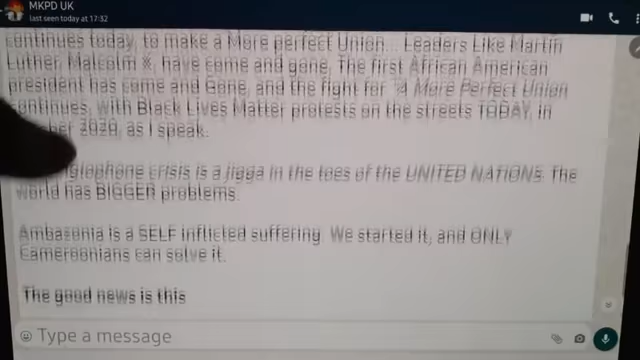 MKPD UK
last seen today at 17:32
continues today, to make a More perfect Union... Leaders Like Martin
Luther, Malcolm X, have come and gone, The first African American
president has come and Gone, and the fight for "A More Perfect Union
continues, with Black Lives Matter protests on the streets TODAY, in
2020, as I speak.
crisis is a jigga in the toes of the UNITED NATIONS. The
world has BIGGER problems.
Ambazonia is a SELF inflicted suffering. We started it, and ONLY
Cameroonians can solve it.
The good news is this
Type a message